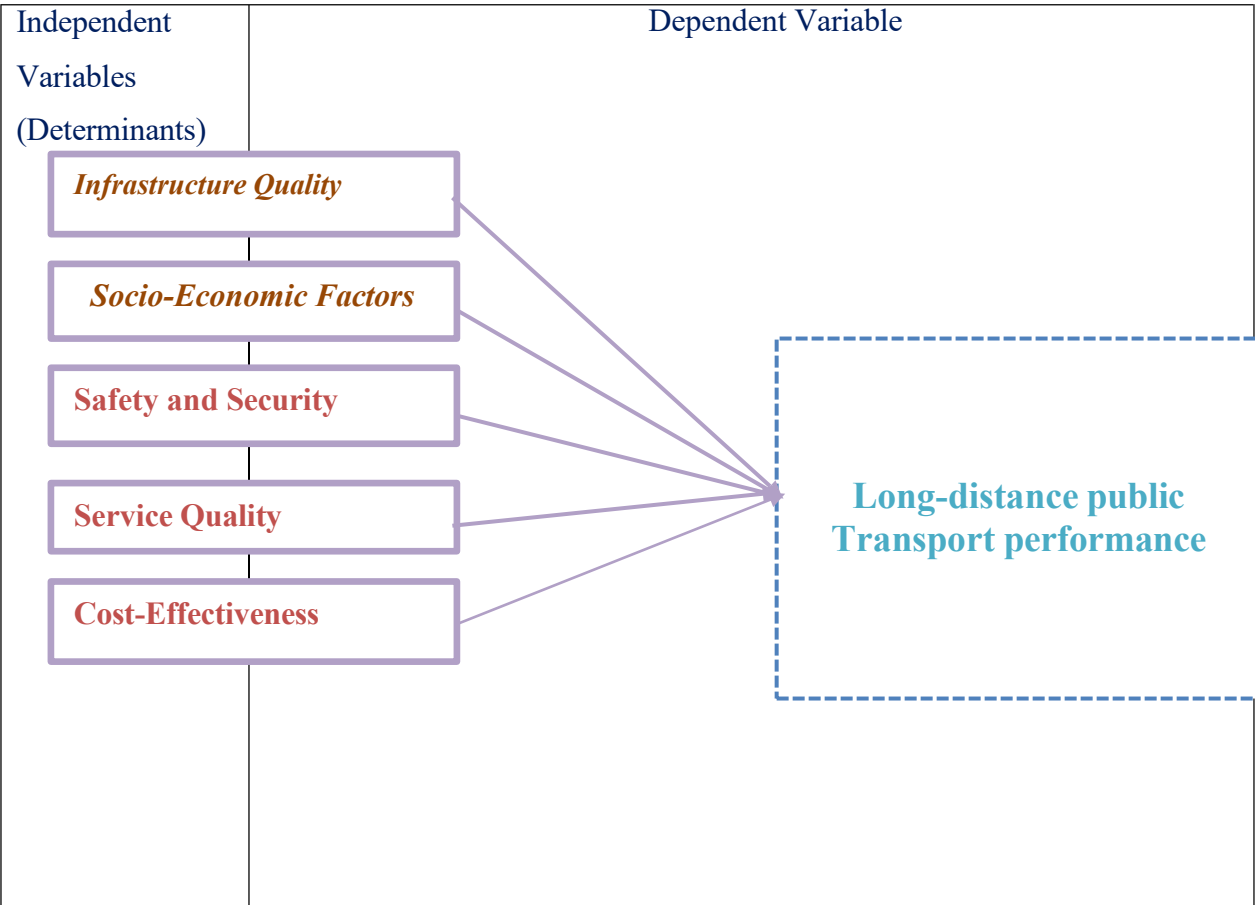 Independent
Variables
(Determinants)
Dependent Variable
Infrastructure Quality
Socio-Economic Factors
Safety and Security
Service Quality
Cost-Effectiveness
Long-distance public
Transport performance